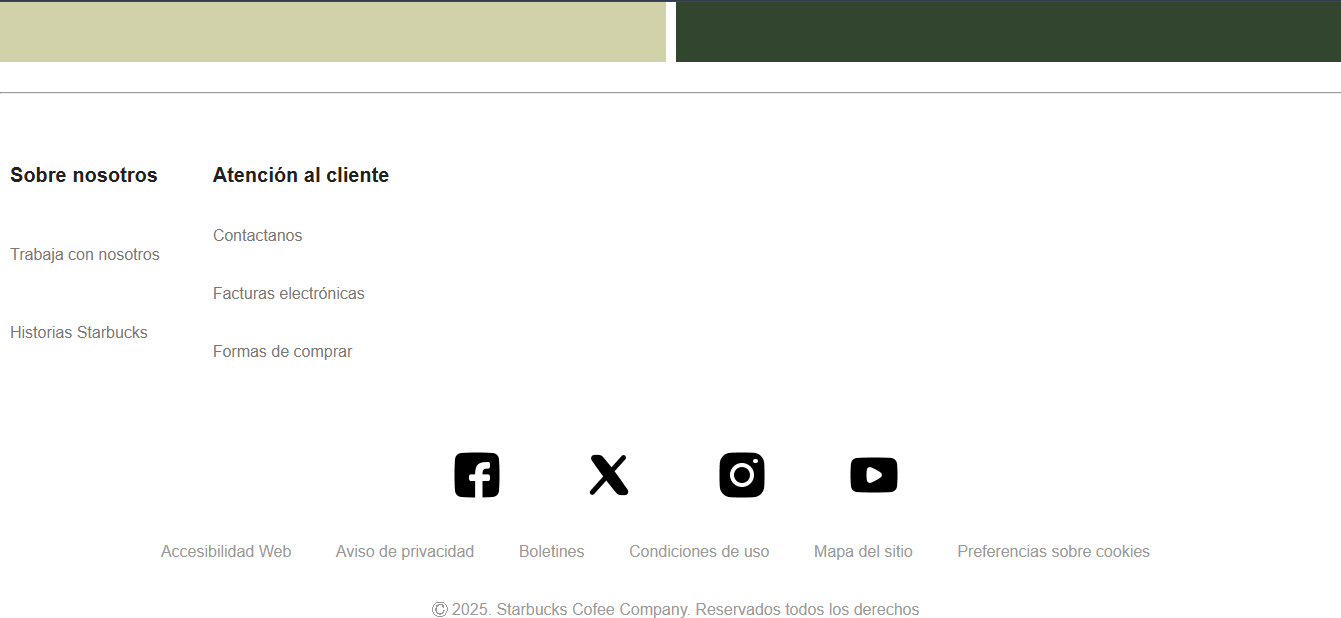 Sobre nosotros
Trabaja con nosotros
Historias Starbucks
Atención al cliente
Contactanos
Facturas electrónicas
Formas de comprar
Accesibilidad Web
Aviso de privacidad
Boletines
Condiciones de uso
Mapa del sitio
Preferencias sobre cookies
© 2025. Starbucks Cofee Company. Reservados todos los derechos